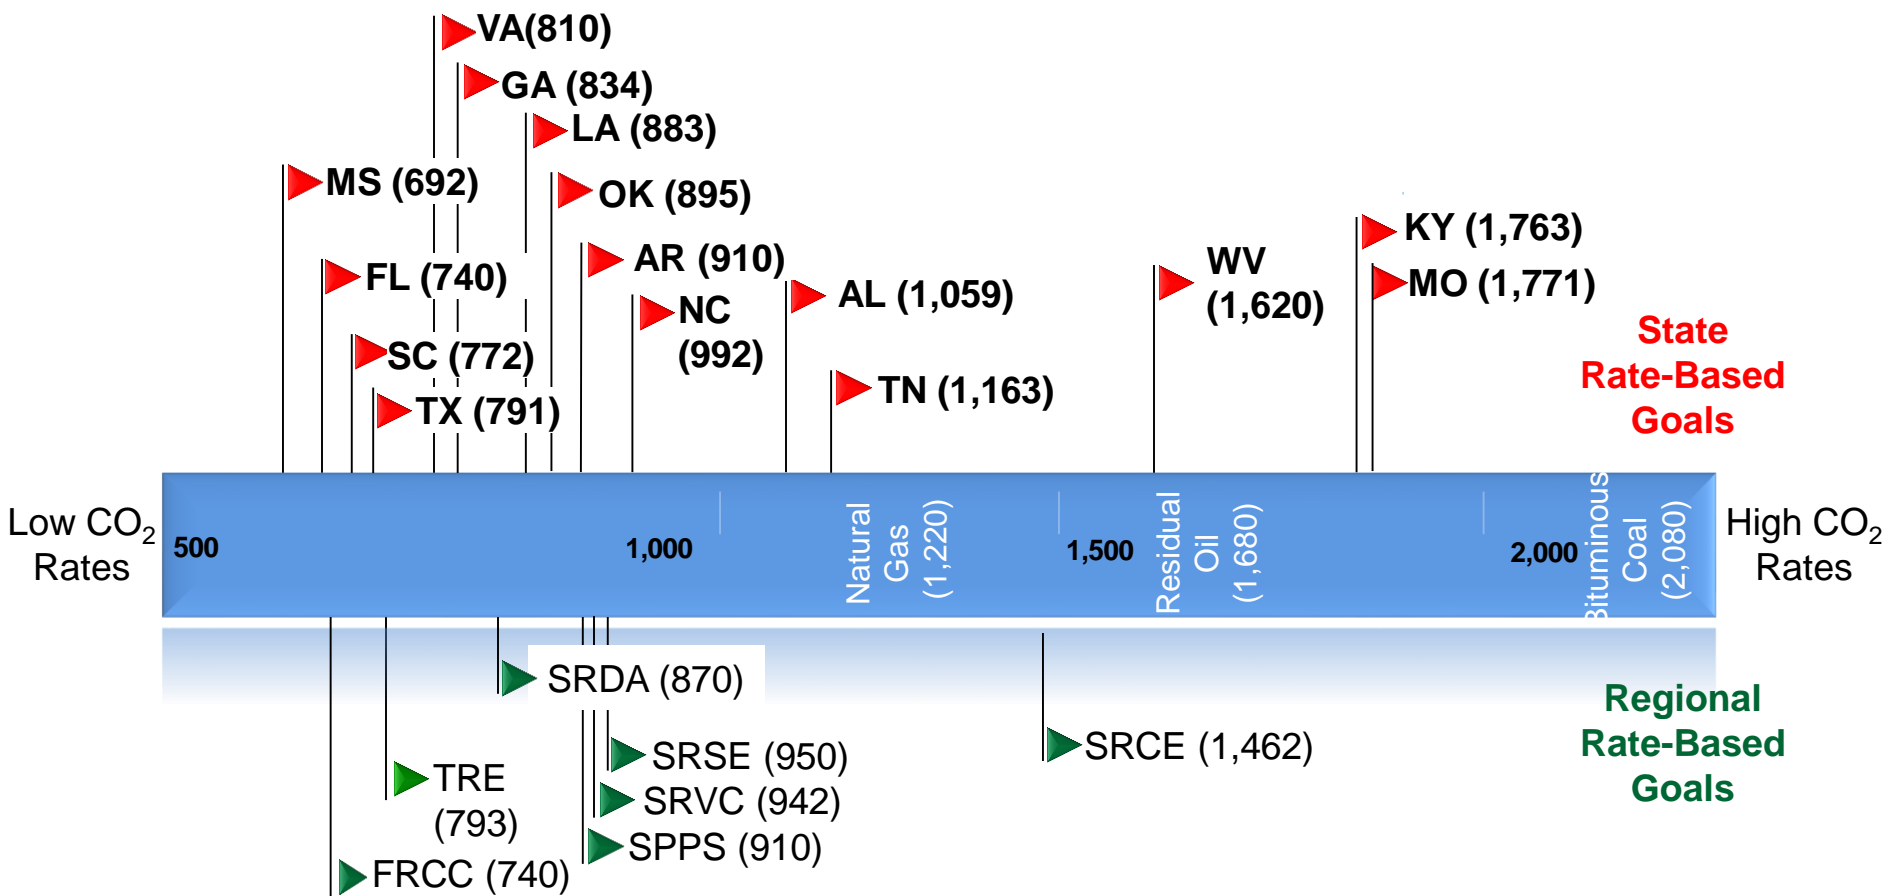 VA(810)
GA (834)
LA (883)
MS (692)
OK (895)
KY (1,763)
AR (910)
WV
(1,620)
FL (740)
MO (1,771)
AL (1,059)
NC
(992)
State
Rate-Based
Goals
SC (772)
TN (1,163)
TX (791)
Low CO2
Rates
500
1,000
Natural
Gas
(1,220)
1,500
Residual
Oil
(1,680)
2,000
Bituminous
Coal
(2,080)
High CO2
Rates
SRDA (870)
Regional
Rate-Based
Goals
SRSE (950)
SRCE (1,462)
TRE
(793)
SRVC (942)
SPPS (910)
FRCC (740)